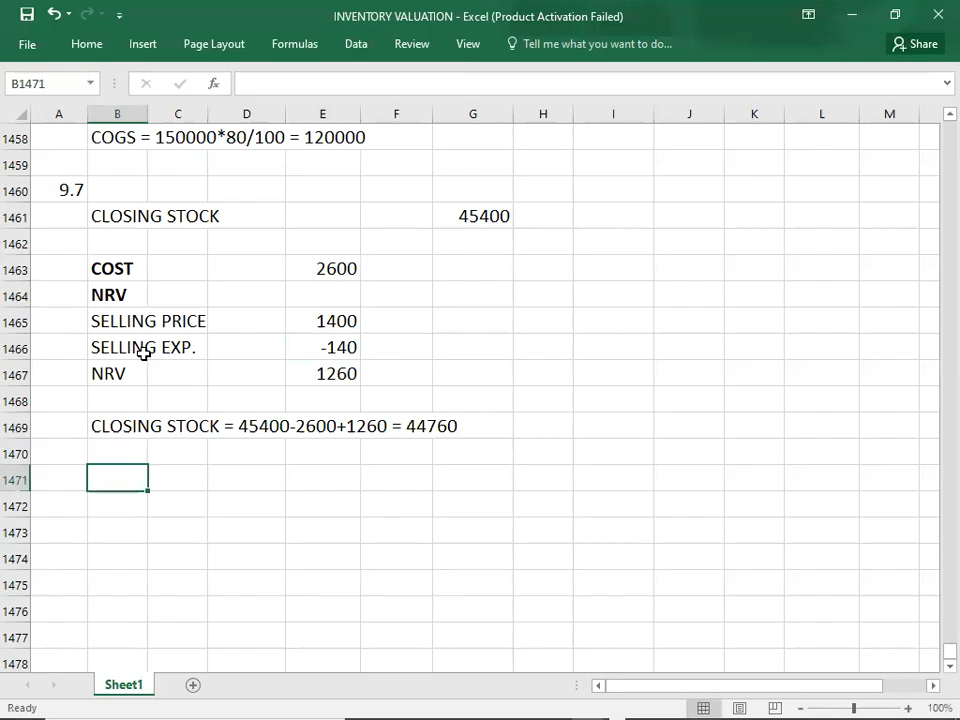 INVENTORY VALUATION - Excel (Product Activation Failed)
File Home Insert Page Layout Formulas Data Review View Tell me what you want to do... Share
B1471 fx
A B C D E F G H I J K L M
1458 COGS = 150000*80/100 = 120000
1459
1460 9.7
1461 CLOSING STOCK 45400
1462
1463 COST 2600
1464 NRV
1465 SELLING PRICE 1400
1466 SELLING EXP. -140
1467 NRV 1260
1468
1469 CLOSING STOCK = 45400-2600+1260 = 44760
1470
1471
1472
1473
1474
1475
1476
1477
1478
Sheet1
Ready 100%